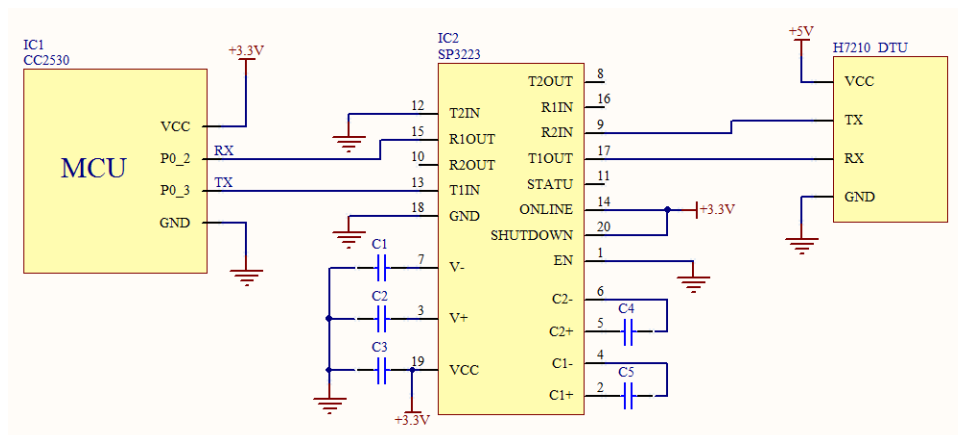 IC1
CC2530
+3.3V
VCC
MCU
P0_2
RX
P0_3
TX
GND
IC2
SP3223
12
T2IN
15
R1OUT
10
R2OUT
13
T1IN
18
GND
C1
7
V-
C2
3
V+
C3
19
VCC
+3.3V
T2OUT
8
R1IN
16
R2IN
9
T1OUT
17
STATU
11
ONLINE
14
+3.3V
SHUTDOWN
20
EN
1
C2-
6
C4
C2+
5
C1-
4
C5
C1+
2
+5V
H7210 DTU
VCC
TX
RX
GND